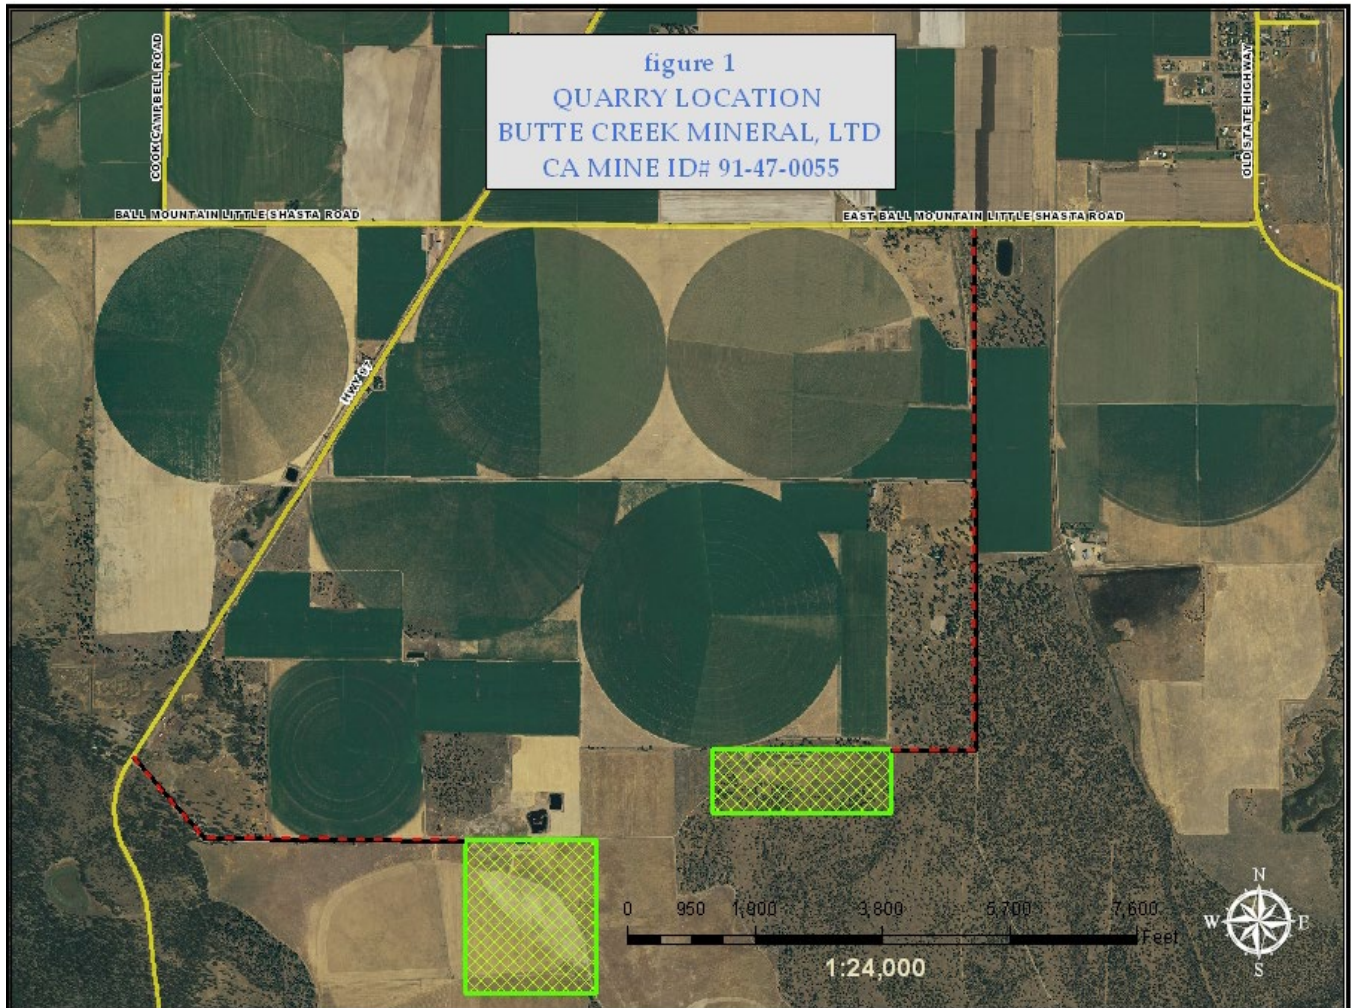 figure 1
QUARRY LOCATION
BUTTE CREEK MINERAL, LTD
CA MINE ID# 91-47-0055
COOK CAMPBELL ROAD
OLD STATE HIGHWAY
BALL MOUNTAIN LITTLE SHASTA ROAD
EAST BALL MOUNTAIN LITTLE SHASTA ROAD
HWY 97
N
W E
S
0 950 1,900 3,800 5,700 7,600
Feet
1:24,000